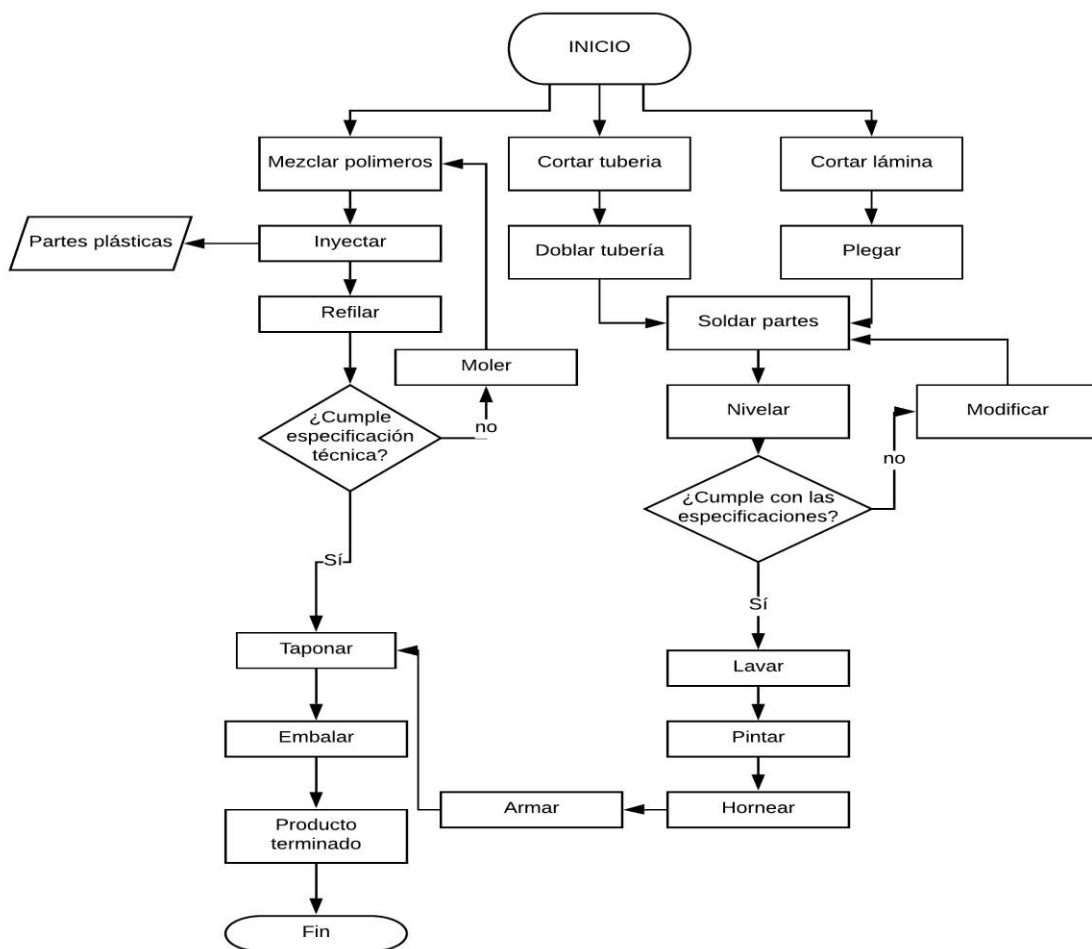 INICIO
Mezclar polimeros
Cortar tuberia
Cortar lámina
Partes plásticas
Inyectar
Doblar tubería
Plegar
Refilar
Soldar partes
Moler
¿Cumple
especificación
técnica?
no
Nivelar
Modificar
no
¿Cumple con las
especificaciones?
Sí
Sí
Taponar
Lavar
Embalar
Pintar
Armar
Hornear
Producto
terminado
Fin